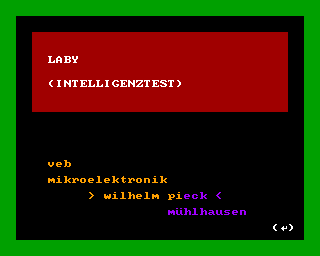 LABY
(INTELLIGENZTEST)
veb
mikroelektronik
> wilhelm pieck <
mühlhausen
(↵)